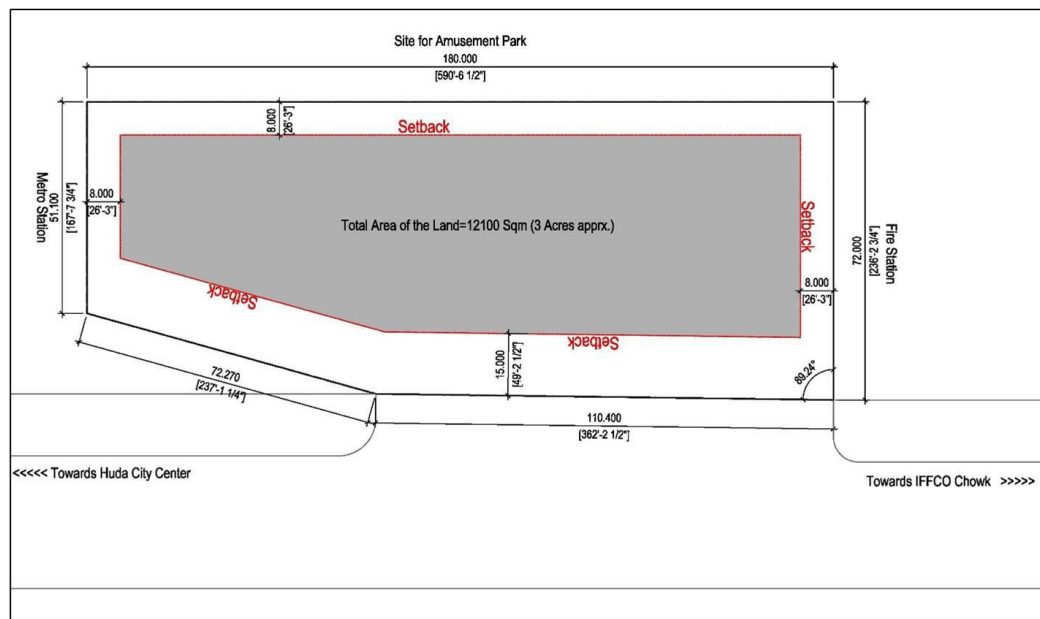 Site for Amusement Park
180.000
[590'-6 1/2"]
8.000
[26'-3"]
Setback
Metro Station
51.100
[167'-7 3/4"]
8.000
[26'-3"]
Total Area of the Land=12100 Sqm (3 Acres apprx.)
Setback
8.000
[26'-3"]
72.000
[236'-2 3/4"]
Fire Station
Setback
15.000
[49'-2 1/2"]
Setback
89.24°
72.270
[237'-1 1/4"]
110.400
[362'-2 1/2"]
<<<<< Towards Huda City Center
Towards IFFCO Chowk >>>>>